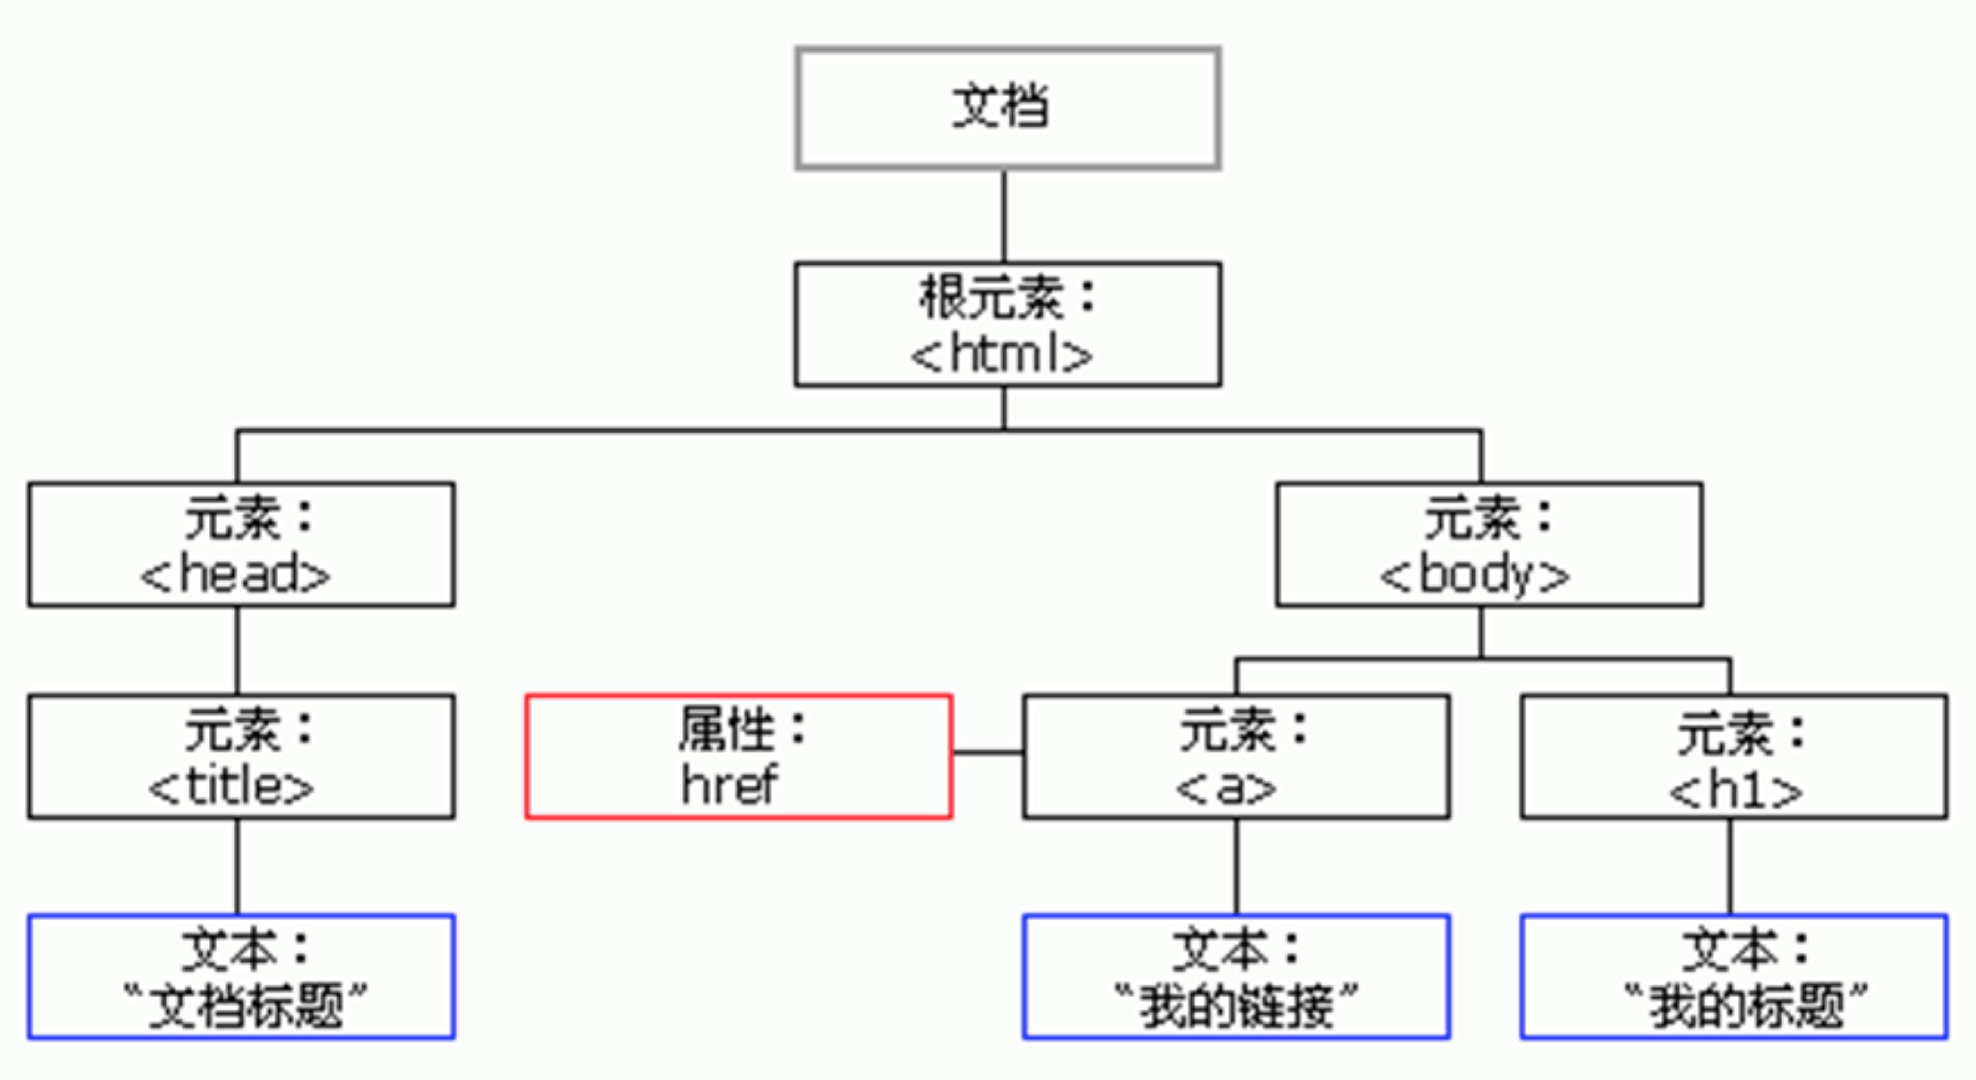 文档
根元素：
<html>
元素：
<head>
元素：
<body>
元素：
<title>
属性：
href
元素：
<a>
元素：
<h1>
文本：
“文档标题”
文本：
“我的链接”
文本：
“我的标题”